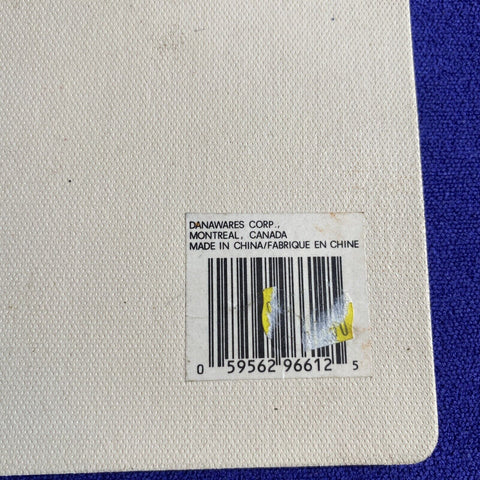 DANAWARES CORP.,
MONTREAL, CANADA
MADE IN CHINA/FABRIQUE EN CHINE
0 59562 96612 5